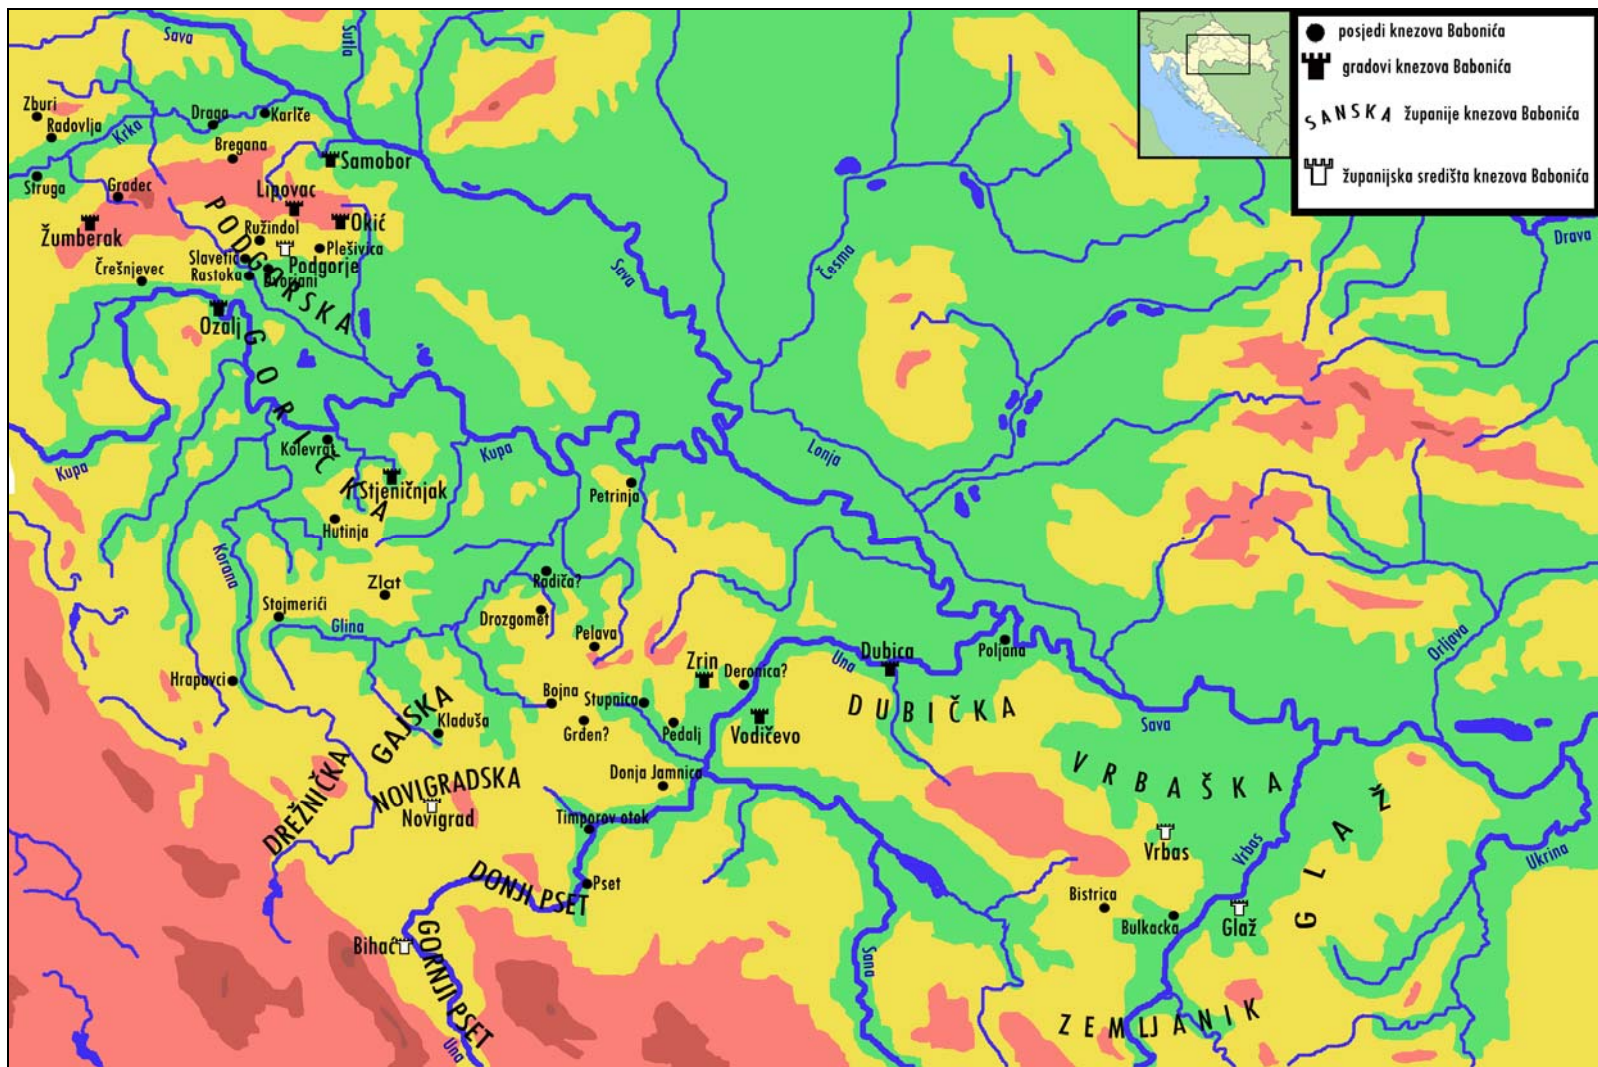 posjedi knezova Babonića
gradovi knezova Babonića
SANSKA županije knezova Babonića
županijska središta knezova Babonića
Sava
Sutla
Zburi
Radovlja
Krka
Draga
Karlče
Bregana
Samobor
Struga
Gradec
Lipovac
Žumberak
Okić
PODGORSKA
Ružindol
Plešivica
Slavetić
Podgorje
Rastoka
Dvorjani
Črešnjevec
Ozalj
Sava
Česma
Drava
GORIČKA
Kolevrat
Kupa
Kupa
Lonja
Stjeničnjak
Petrinja
Hutinja
Korana
Zlat
Radiča?
Stojmerići
Glina
Drozgomet
Pelava
Hrapavci
Zrin
Deronica?
Una
Dubica
Poljana
Orljava
DUBIČKA
Bojna
Stupnica
GAJSKA
Kladuša
Grđen?
Pedalj
Vodičevo
Sava
DREŽNIČKA
NOVIGRADSKA
Donja Jamnica
VRBAŠKA
Novigrad
Timporov otok
Vrbas
Vrbas
GLAŽ
Ukrina
DONJI PSET
Pset
Bistrica
Bulkacka
Glaž
Bihać
GORNJI PSET
Sana
ZEMLJANIK
Una